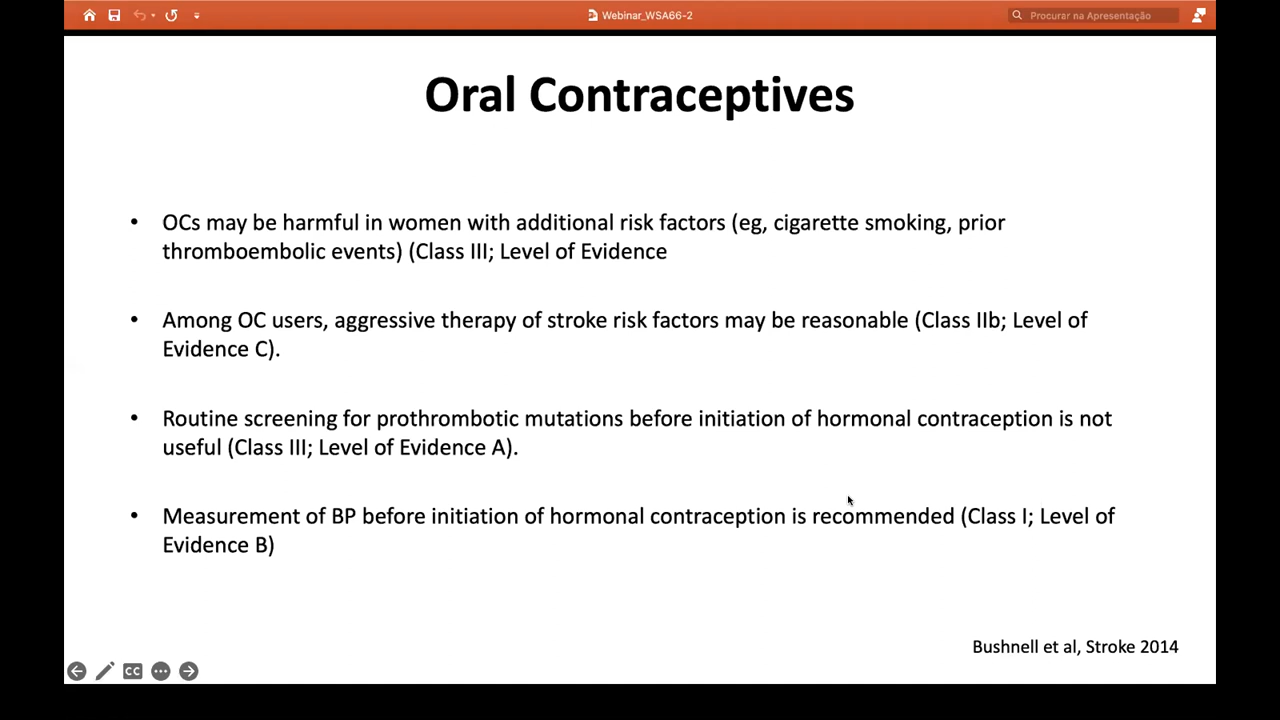 Webinar_WSA66-2
Procurar na Apresentação
Oral Contraceptives
• OCs may be harmful in women with additional risk factors (eg, cigarette smoking, prior
thromboembolic events) (Class III; Level of Evidence
• Among OC users, aggressive therapy of stroke risk factors may be reasonable (Class IIb; Level of
Evidence C).
• Routine screening for prothrombotic mutations before initiation of hormonal contraception is not
useful (Class III; Level of Evidence A).
• Measurement of BP before initiation of hormonal contraception is recommended (Class I; Level of
Evidence B)
Bushnell et al, Stroke 2014
CC